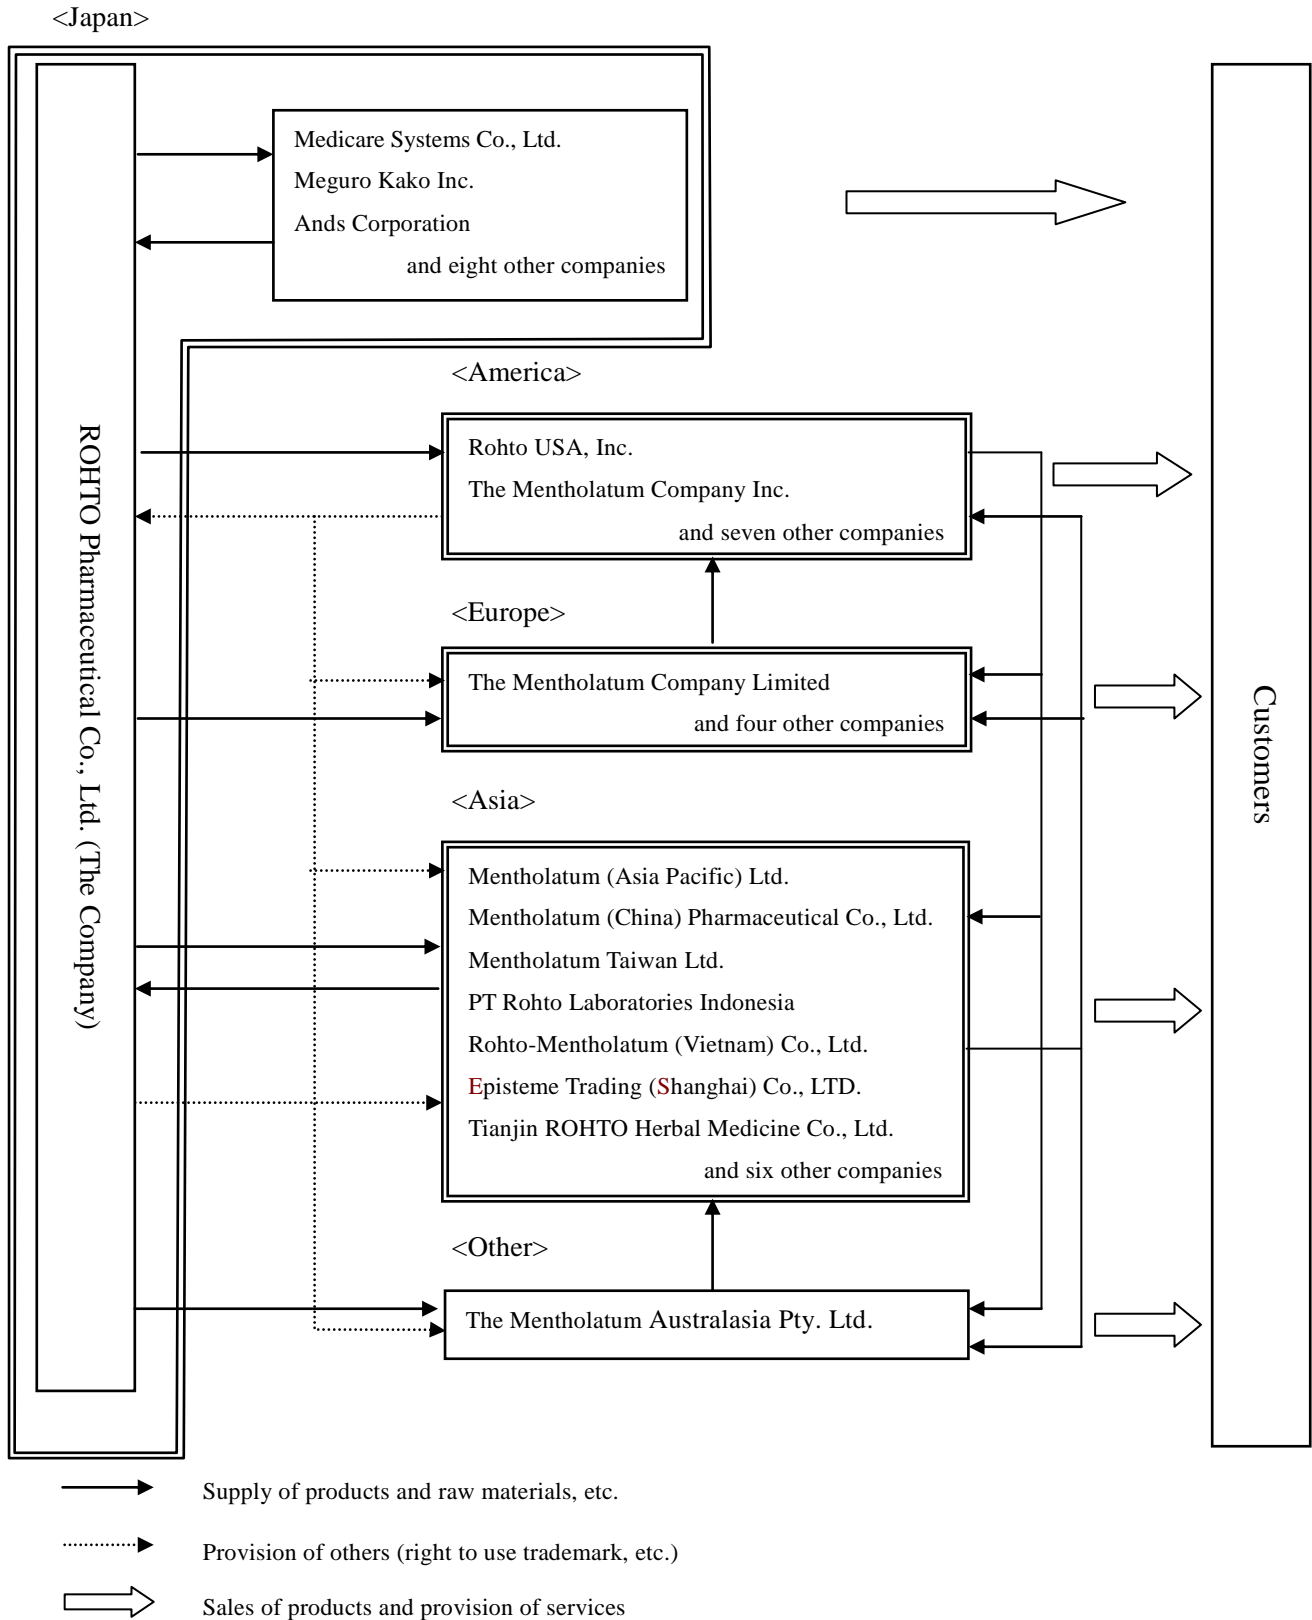 <Japan>
Medicare Systems Co., Ltd.
Meguro Kako Inc.
Ands Corporation
and eight other companies
ROHTO Pharmaceutical Co., Ltd. (The Company)
<America>
Rohto USA, Inc.
The Mentholatum Company Inc.
and seven other companies
<Europe>
The Mentholatum Company Limited
and four other companies
<Asia>
Mentholatum (Asia Pacific) Ltd.
Mentholatum (China) Pharmaceutical Co., Ltd.
Mentholatum Taiwan Ltd.
PT Rohto Laboratories Indonesia
Rohto-Mentholatum (Vietnam) Co., Ltd.
Episteme Trading (Shanghai) Co., LTD.
Tianjin ROHTO Herbal Medicine Co., Ltd.
and six other companies
<Other>
The Mentholatum Australasia Pty. Ltd.
Customers
Supply of products and raw materials, etc.
Provision of others (right to use trademark, etc.)
Sales of products and provision of services